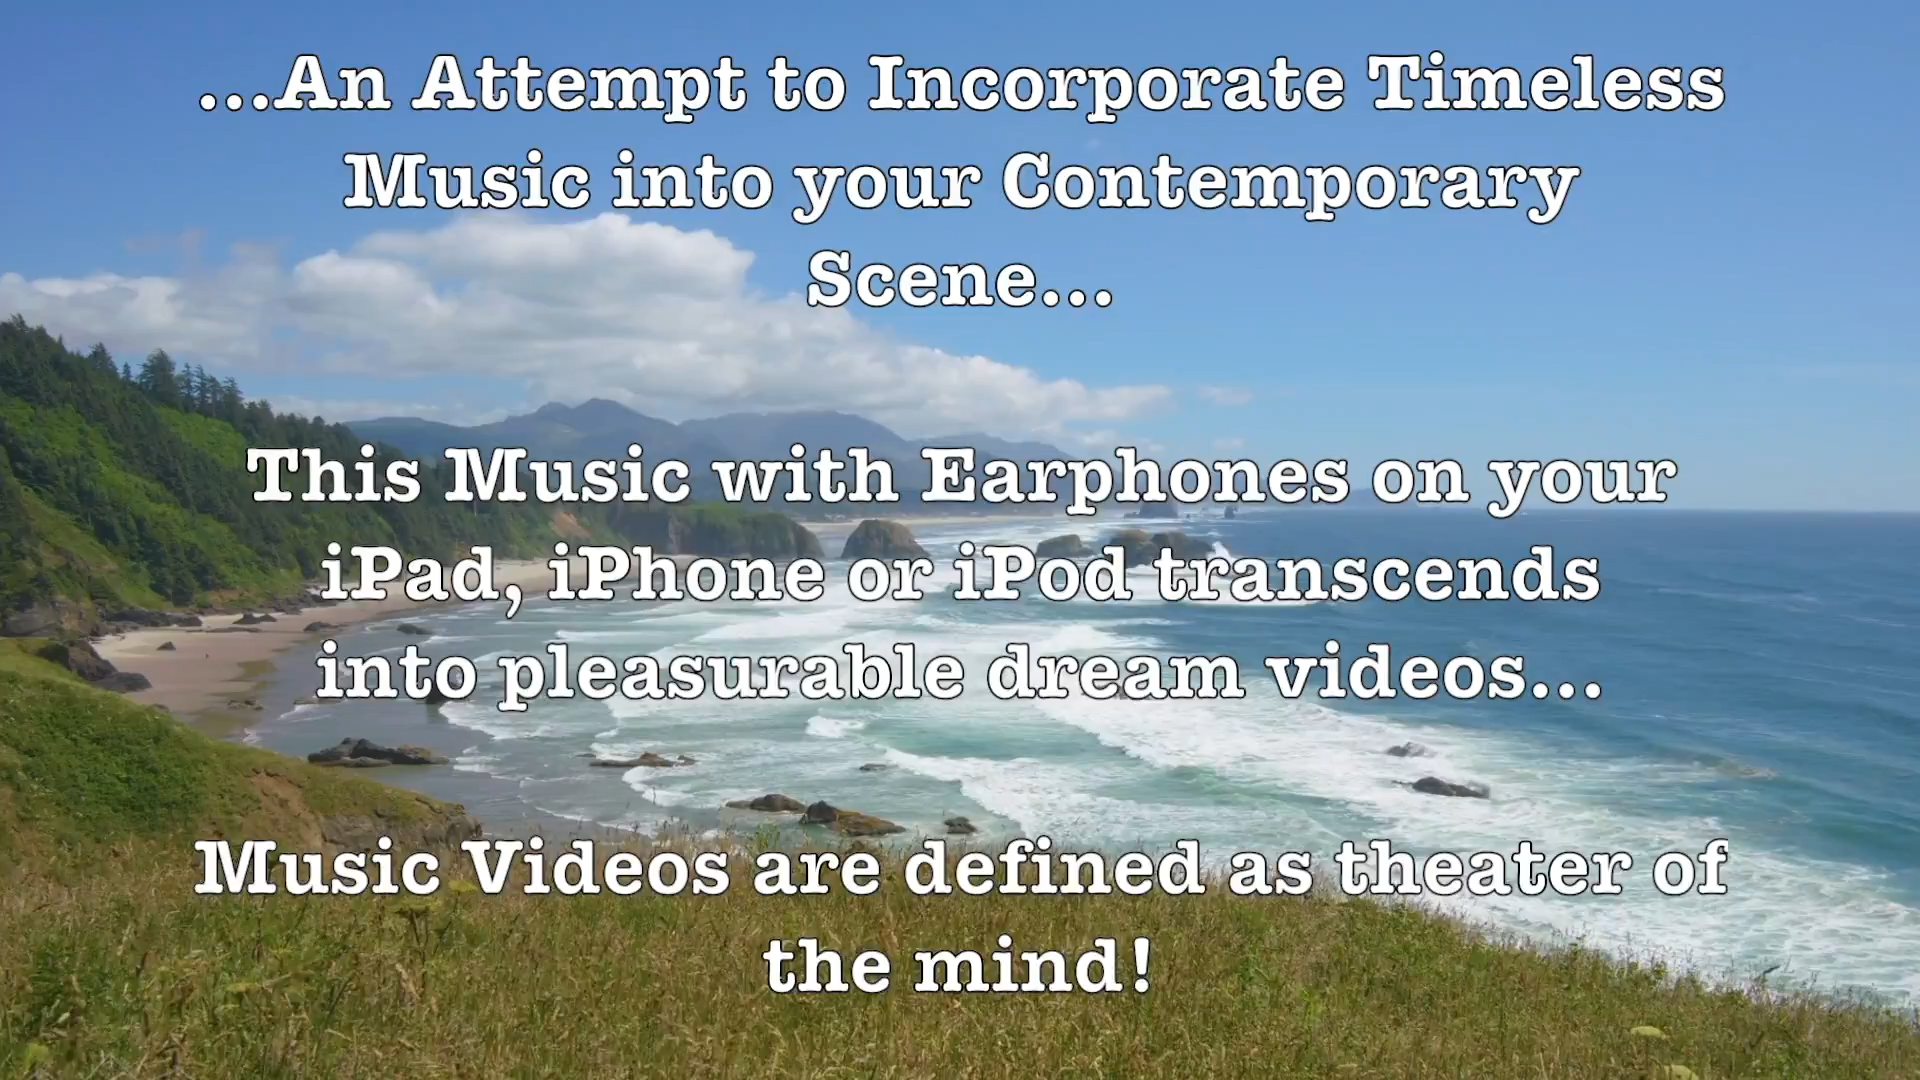 ...An Attempt to Incorporate Timeless
Music into your Contemporary
Scene...
This Music with Earphones on your
iPad, iPhone or iPod transcends
into pleasurable dream videos...
Music Videos are defined as theater of
the mind!